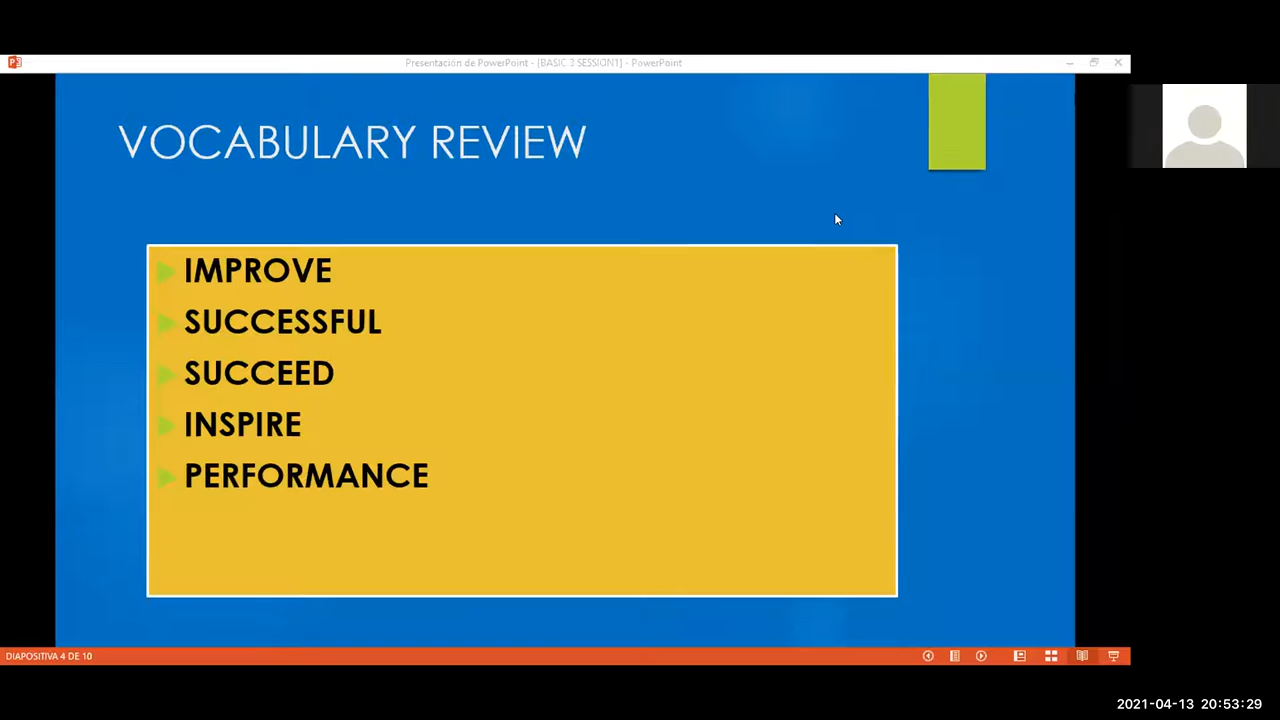 Presentación de PowerPoint - [BASIC 3 SESSION1] - PowerPoint
VOCABULARY REVIEW
IMPROVE
SUCCESSFUL
SUCCEED
INSPIRE
PERFORMANCE
DIAPOSITIVA 4 DE 10
2021-04-13 20:53:29